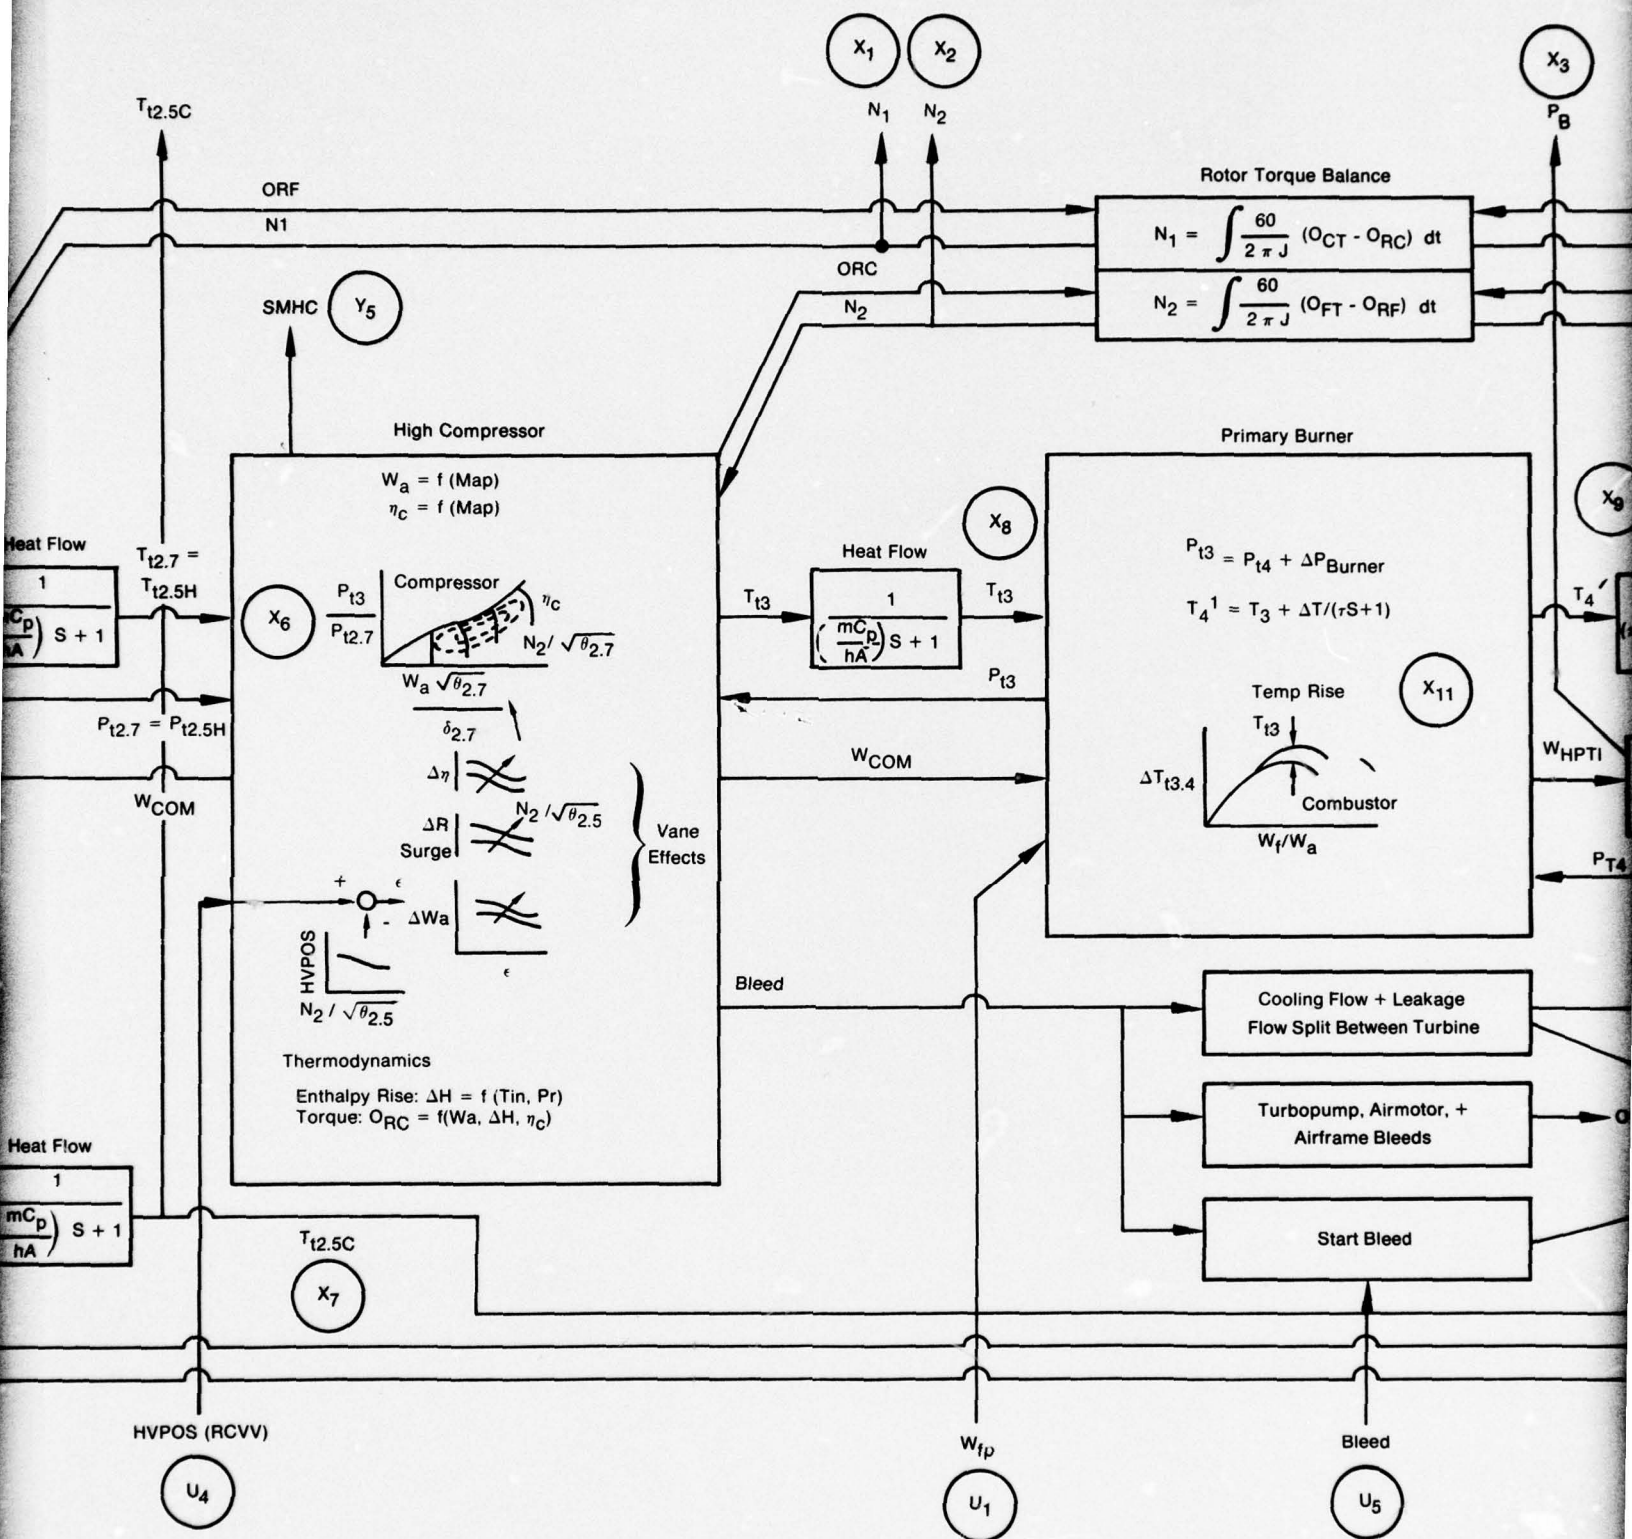 X1 X2 X3
Tt2.5C
N1 N2
PB
Rotor Torque Balance
ORF
N1
N1 = ∫ 60 / 2 π J (OCT - ORC) dt
ORC
N2
N2 = ∫ 60 / 2 π J (OFT - ORF) dt
SMHC Y5
High Compressor
Primary Burner
Wa = f (Map)
ηc = f (Map)
X8
X9
Heat Flow
Tt2.7 =
Tt2.5H
1
S + 1
X6
Pt3 / Pt2.7
Compressor
ηc
N2/ √θ2.7
Wa √θ2.7
δ2.7
Tt3
Heat Flow
1
(mCp / hA) S + 1
Tt3
Pt3 = Pt4 + ΔPBurner
T4 1 = T3 + ΔT/(τS+1)
T4′
Pt2.7 = Pt2.5H
Pt3
X11
Temp Rise
Tt3
ΔTt3.4
Combustor
Wf/Wa
WCOM
WCOM
WHPTI
PT4
Δη
N2 /√θ2.5
ΔR
Surge
Vane
Effects
+ ϵ
-
ΔWa
ϵ
HVPOS
N2 / √θ2.5
Bleed
Cooling Flow + Leakage
Flow Split Between Turbine
Thermodynamics
Enthalpy Rise: ΔH = f (Tin, Pr)
Torque: ORC = f(Wa, ΔH, ηc)
Turbopump, Airmotor, +
Airframe Bleeds
Heat Flow
1
mCp / hA) S + 1
Start Bleed
Tt2.5C
X7
HVPOS (RCVV)
Wfp
Bleed
U4
U1
U5